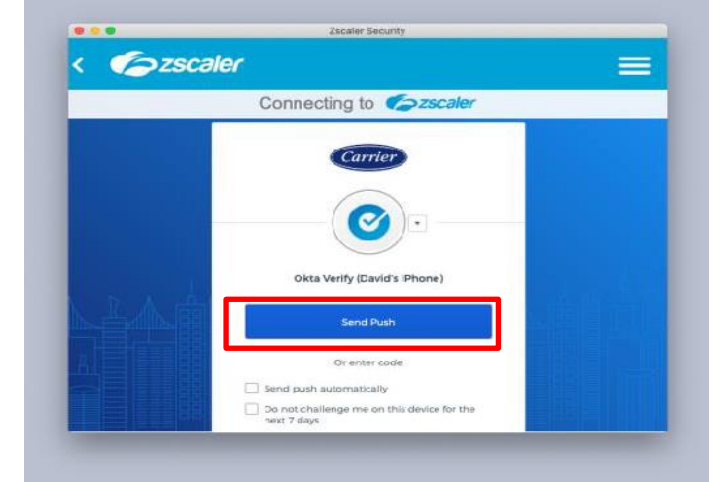 Zscaler Security
zscaler
Connecting to zscaler
Carrier
Okta Verify (David's iPhone)
Send Push
Or enter code
Send push automatically
Do not challenge me on this device for the
next 7 days